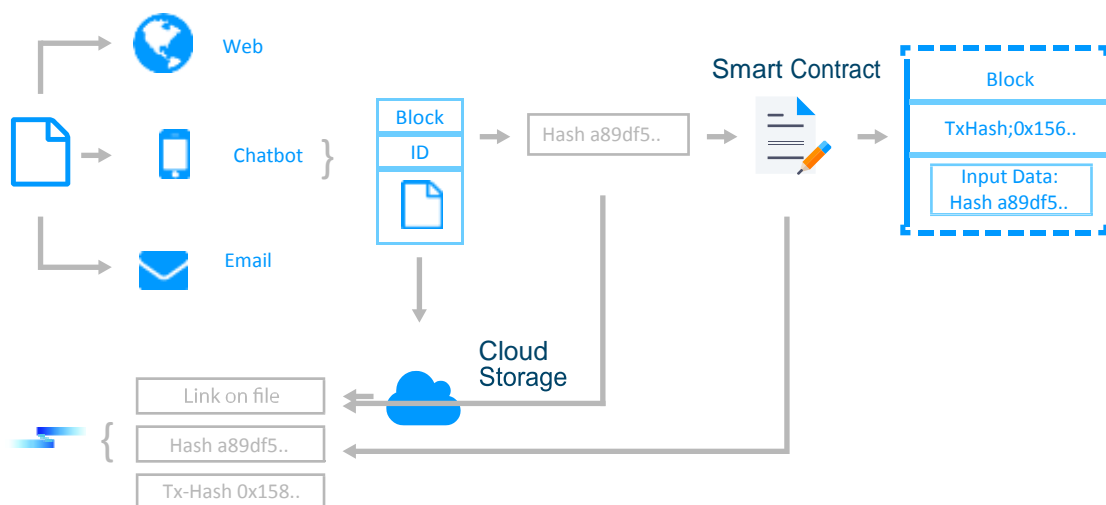 Web
Smart Contract
Block
Block
TxHash;0x156..
Hash a89df5..
Chatbot
ID
Input Data:
Hash a89df5..
Email
Cloud
Storage
Link on file
Hash a89df5..
Tx-Hash 0x158..